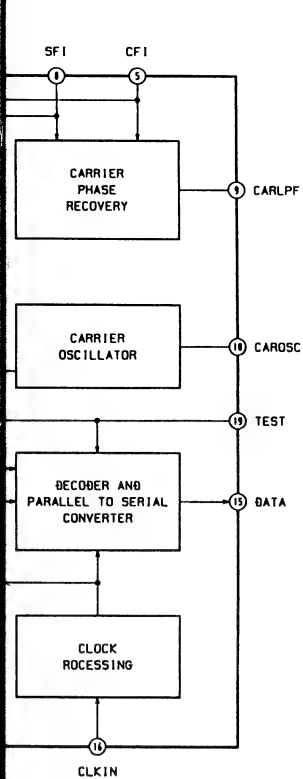 SFI CFI
8 5
CARRIER
PHASE
RECOVERY
9 CARLPF
CARRIER
OSCILLATOR
18 CAROSC
19 TEST
DECODER AND
PARALLEL TO SERIAL
CONVERTER
15 DATA
CLOCK
ROCESSING
16
CLKIN